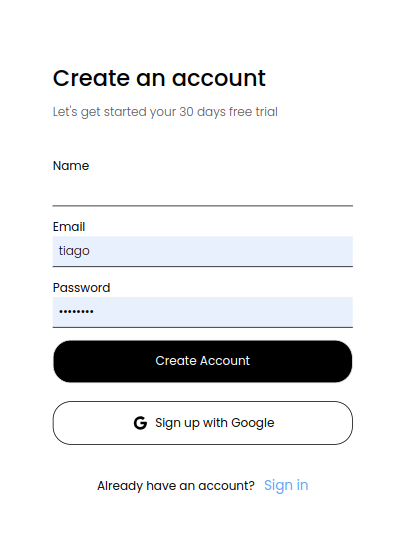 Create an account
Let's get started your 30 days free trial
Name
Email
tiago
Password
••••••••
Create Account
Sign up with Google
Already have an account? Sign in